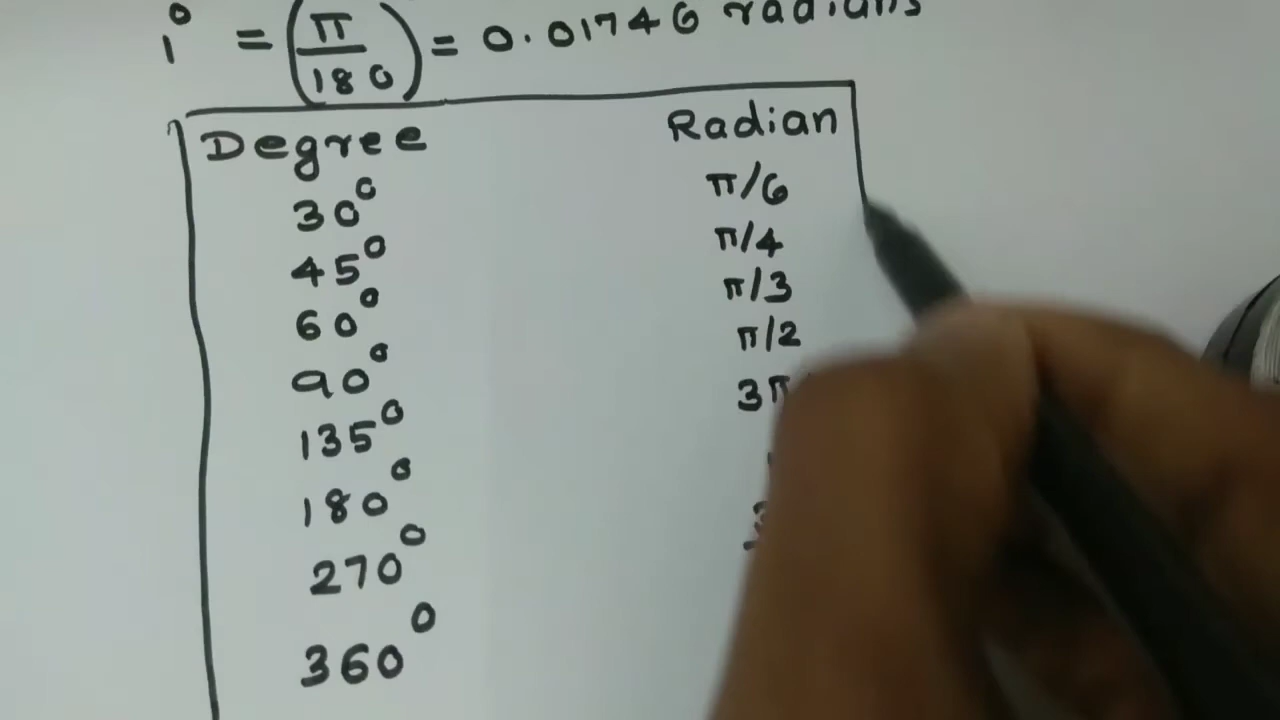 1° = (π/180) = 0.01746 radians
Degree Radian
30° π/6
45° π/4
60° π/3
90° π/2
135° 3π
180°
270° 3
360°